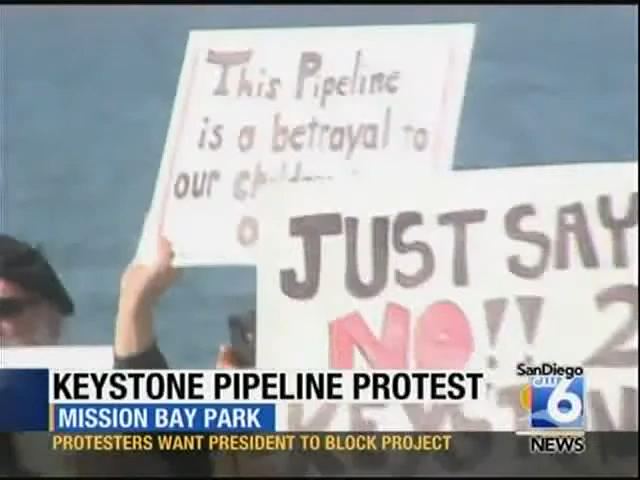 This Pipeline
is a betrayal to
our
JUST SAY
NO!! 2
KEYSTONE PIPELINE PROTEST
MISSION BAY PARK
PROTESTERS WANT PRESIDENT TO BLOCK PROJECT
SanDiego
6
NEWS